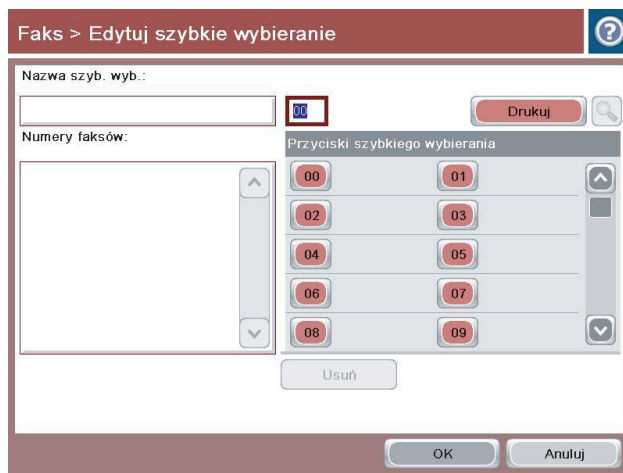 Faks > Edytuj szybkie wybieranie
?
Nazwa szyb. wyb.:
00
Drukuj
Numery faksów:
Przyciski szybkiego wybierania
00 01
02 03
04 05
06 07
08 09
Usuń
OK Anuluj